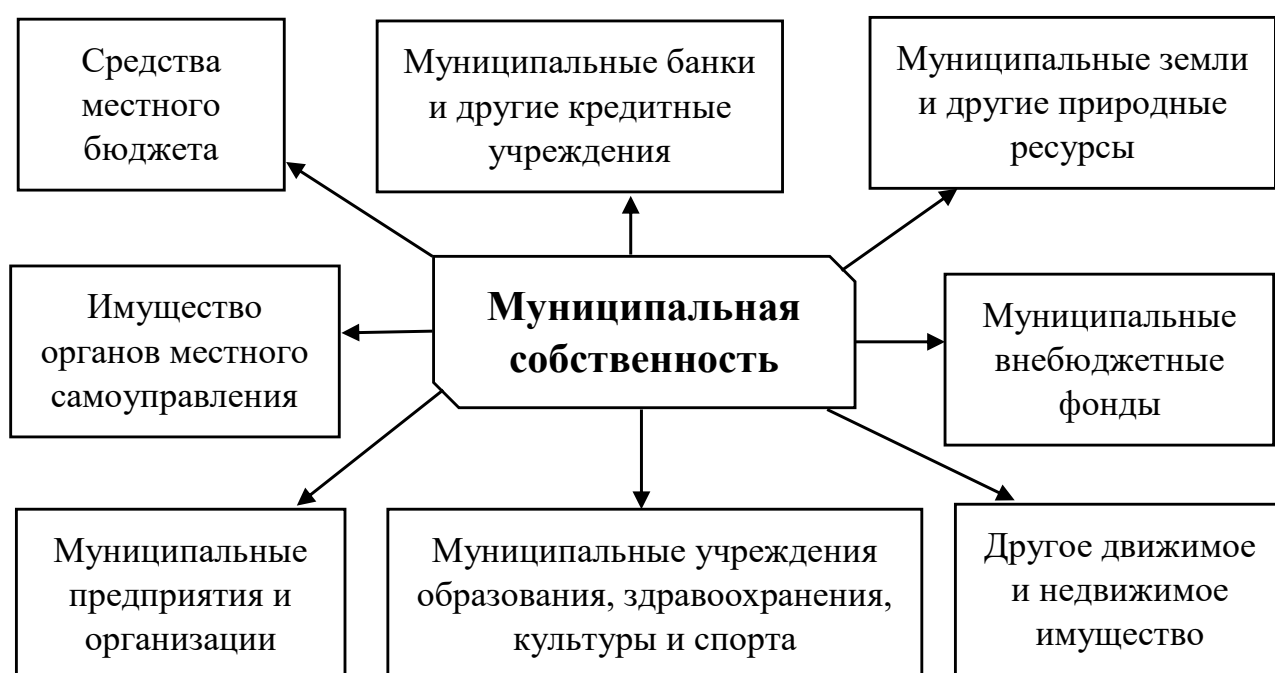 Средства
местного
бюджета
Муниципальные банки
и другие кредитные
учреждения
Муниципальные земли
и другие природные
ресурсы
Имущество
органов местного
самоуправления
Муниципальная
собственность
Муниципальные
внебюджетные
фонды
Муниципальные
предприятия и
организации
Муниципальные учреждения
образования, здравоохранения,
культуры и спорта
Другое движимое
и недвижимое
имущество